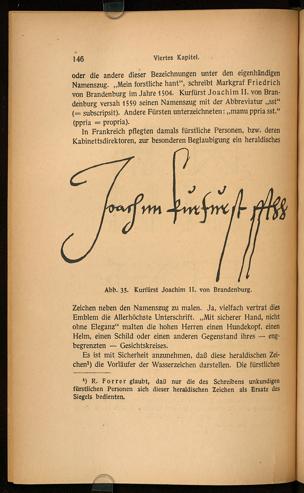 146 Viertes Kapitel.
oder die andere dieser Bezeichnungen unter den eigenhändigen
Namenszug. „Mein forstliche hant", schreibt Markgraf Friedrich
von Brandenburg im Jahre 1504. Kurfürst Joachim II. von Bran-
denburg versah 1559 seinen Namenszug mit der Abbreviatur „sst"
(= subscripsit). Andere Fürsten unterzeichneten: „manu ppria sst."
(ppria = propria).
In Frankreich pflegten damals fürstliche Personen, bzw. deren
Kabinettsdirektoren, zur besonderen Beglaubigung ein heraldisches
Joachim Kurfurst
Abb. 35. Kurfürst Joachim II. von Brandenburg.
Zeichen neben den Namenszug zu malen. Ja, vielfach vertrat dies
Emblem die Allerhöchste Unterschrift. „Mit sicherer Hand, nicht
ohne Eleganz" malten die hohen Herren einen Hundekopf, einen
Helm, einen Schild oder einen anderen Gegenstand ihres — eng-
begrenzten — Gesichtskreises.
Es ist mit Sicherheit anzunehmen, daß diese heraldischen Zei-
chen¹) die Vorläufer der Wasserzeichen darstellen. Die fürstlichen
¹) R. Forrer glaubt, daß nur die des Schreibens unkundigen
fürstlichen Personen sich dieser heraldischen Zeichen als Ersatz des
Siegels bedienten.